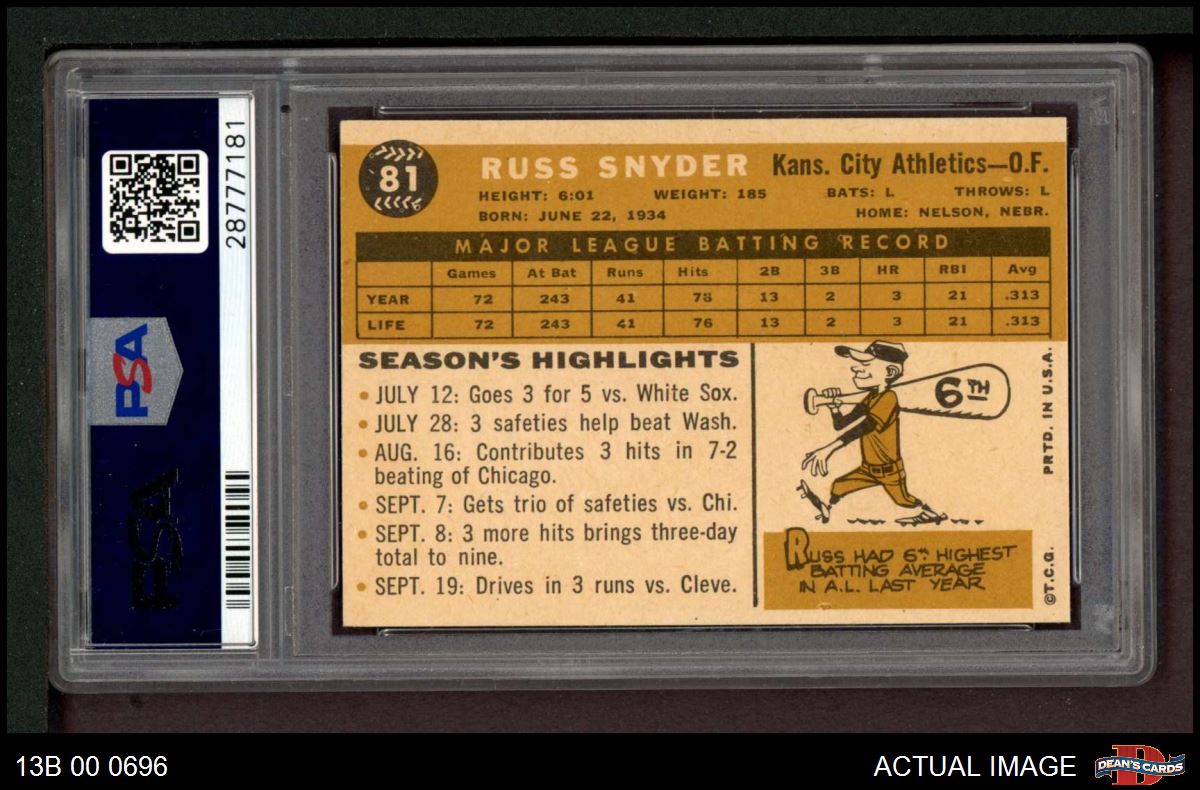 28777181
PSA
PSA
81
RUSS SNYDER
Kans. City Athletics—O.F.
HEIGHT: 6:01 WEIGHT: 185 BATS: L THROWS: L
BORN: JUNE 22, 1934 HOME: NELSON, NEBR.
MAJOR LEAGUE BATTING RECORD
Games At Bat Runs Hits 2B 3B HR RBI Avg
YEAR 72 243 41 76 13 2 3 21 .313
LIFE 72 243 41 76 13 2 3 21 .313
SEASON'S HIGHLIGHTS
• JULY 12: Goes 3 for 5 vs. White Sox.
• JULY 28: 3 safeties help beat Wash.
• AUG. 16: Contributes 3 hits in 7-2
beating of Chicago.
• SEPT. 7: Gets trio of safeties vs. Chi.
• SEPT. 8: 3 more hits brings three-day
total to nine.
• SEPT. 19: Drives in 3 runs vs. Cleve.
6TH
RUSS HAD 6TH HIGHEST
BATTING AVERAGE
IN A.L. LAST YEAR
PRTD. IN U.S.A.
©T.C.G.
13B 00 0696
ACTUAL IMAGE
D
DEAN'S CARDS